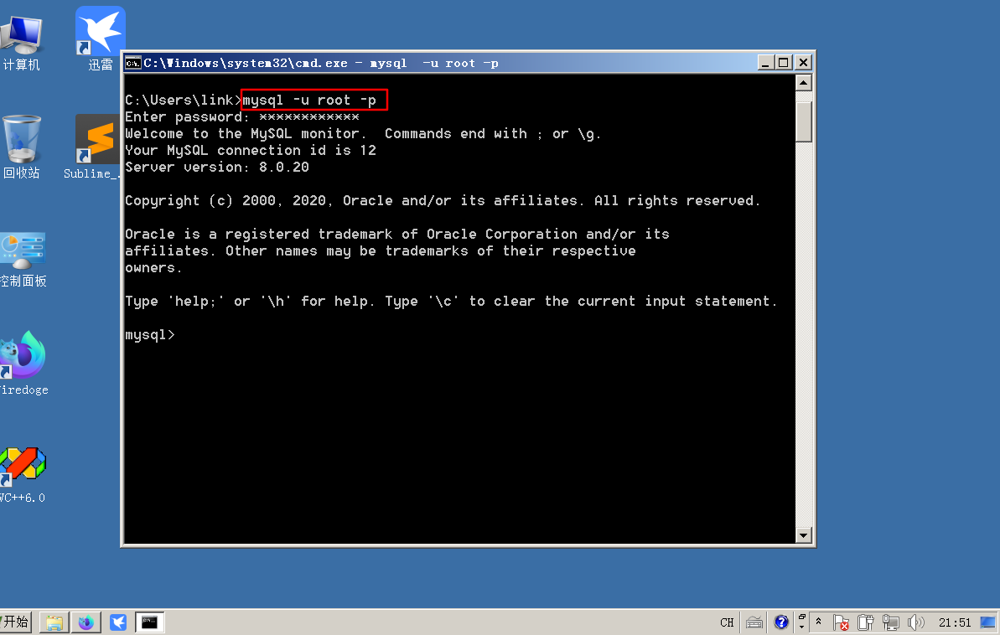 计算机
迅雷
回收站
Sublime_.
控制面板
iredoge
VC++6.0
C:\Windows\system32\cmd.exe - mysql  -u root -p
C:\Users\link>mysql -u root -p
Enter password: ************
Welcome to the MySQL monitor.  Commands end with ; or \g.
Your MySQL connection id is 12
Server version: 8.0.20
Copyright (c) 2000, 2020, Oracle and/or its affiliates. All rights reserved.
Oracle is a registered trademark of Oracle Corporation and/or its
affiliates. Other names may be trademarks of their respective
owners.
Type 'help;' or '\h' for help. Type '\c' to clear the current input statement.
mysql>
开始
CH
21:51